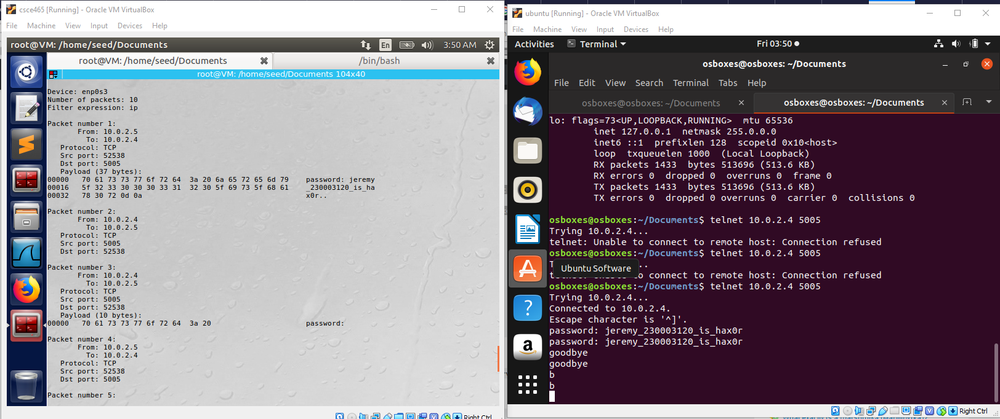 csce465 [Running] - Oracle VM VirtualBox
File Machine View Input Devices Help
root@VM: /home/seed/Documents
En
3:50 AM
root@VM: /home/seed/Documents
/bin/bash
root@VM: /home/seed/Documents 104x40
Device: enp0s3
Number of packets: 10
Filter expression: ip
Packet number 1:
From: 10.0.2.5
To: 10.0.2.4
Protocol: TCP
Src port: 52538
Dst port: 5005
Payload (37 bytes):
00000 70 61 73 73 77 6f 72 64 3a 20 6a 65 72 65 6d 79 password: jeremy
00016 5f 32 33 30 30 30 33 31 32 30 5f 69 73 5f 68 61 _230003120_is_ha
00032 78 30 72 0d 0a x0r..
Packet number 2:
From: 10.0.2.4
To: 10.0.2.5
Protocol: TCP
Src port: 5005
Dst port: 52538
Packet number 3:
From: 10.0.2.4
To: 10.0.2.5
Protocol: TCP
Src port: 5005
Dst port: 52538
Payload (10 bytes):
00000 70 61 73 73 77 6f 72 64 3a 20 password:
Packet number 4:
From: 10.0.2.5
To: 10.0.2.4
Protocol: TCP
Src port: 52538
Dst port: 5005
Packet number 5:
Right Ctrl
ubuntu [Running] - Oracle VM VirtualBox
File Machine View Input Devices Help
Activities
Terminal
Fri 03:50
osboxes@osboxes: ~/Documents
File Edit View Search Terminal Tabs Help
osboxes@osboxes: ~/Documents
osboxes@osboxes: ~/Documents
lo: flags=73<UP,LOOPBACK,RUNNING> mtu 65536
inet 127.0.0.1 netmask 255.0.0.0
inet6 ::1 prefixlen 128 scopeid 0x10<host>
loop txqueuelen 1000 (Local Loopback)
RX packets 1433 bytes 513696 (513.6 KB)
RX errors 0 dropped 0 overruns 0 frame 0
TX packets 1433 bytes 513696 (513.6 KB)
TX errors 0 dropped 0 overruns 0 carrier 0 collisions 0
osboxes@osboxes:~/Documents$ telnet 10.0.2.4 5005
Trying 10.0.2.4...
telnet: Unable to connect to remote host: Connection refused
osboxes@osboxes:~/Documents$ telnet 10.0.2.4 5005
Ubuntu Software
to connect to remote host: Connection refused
osboxes@osboxes:~/Documents$ telnet 10.0.2.4 5005
Trying 10.0.2.4...
Connected to 10.0.2.4.
Escape character is '^]'.
password: jeremy_230003120_is_hax0r
password: jeremy_230003120_is_hax0r
goodbye
goodbye
b
b
Right Ctrl